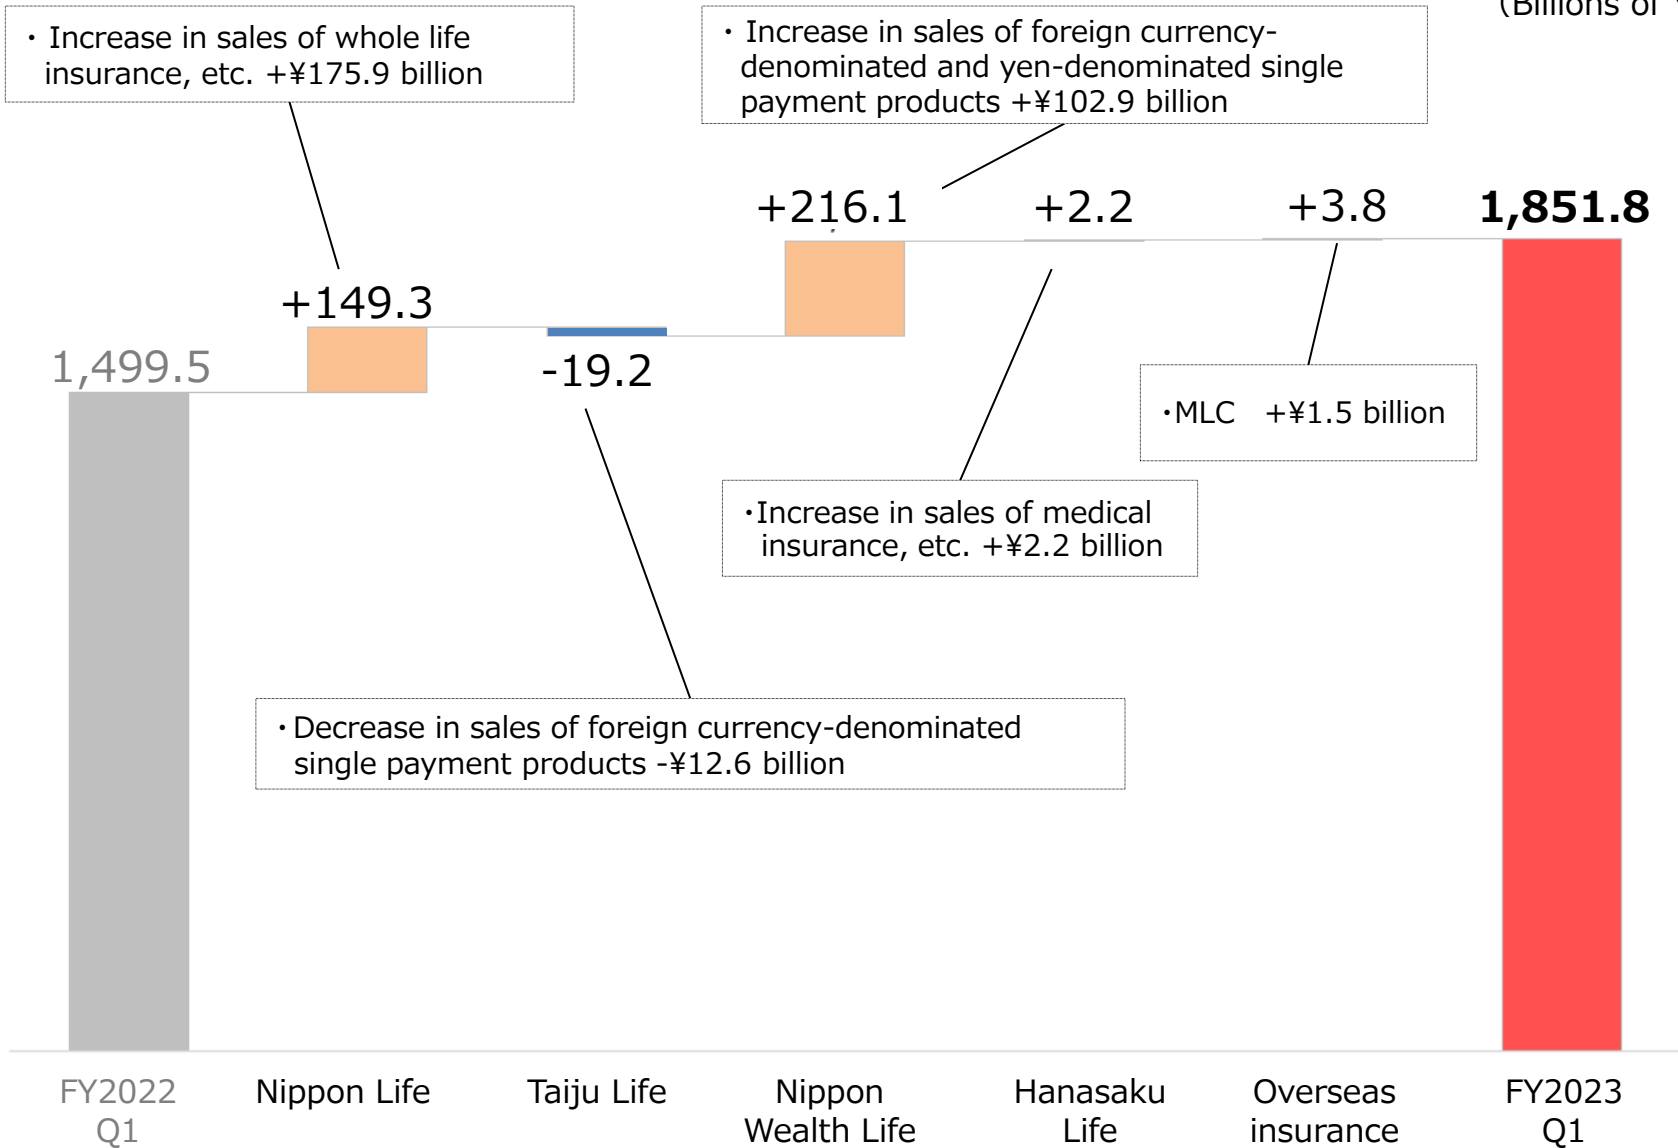 (Billions of
· Increase in sales of whole life
insurance, etc. +¥175.9 billion
· Increase in sales of foreign currency-
denominated and yen-denominated single
payment products +¥102.9 billion
+216.1
+2.2
+3.8
1,851.8
+149.3
1,499.5
-19.2
·MLC +¥1.5 billion
·Increase in sales of medical
insurance, etc. +¥2.2 billion
·Decrease in sales of foreign currency-denominated
single payment products -¥12.6 billion
FY2022
Q1
Nippon Life
Taiju Life
Nippon
Wealth Life
Hanasaku
Life
Overseas
insurance
FY2023
Q1